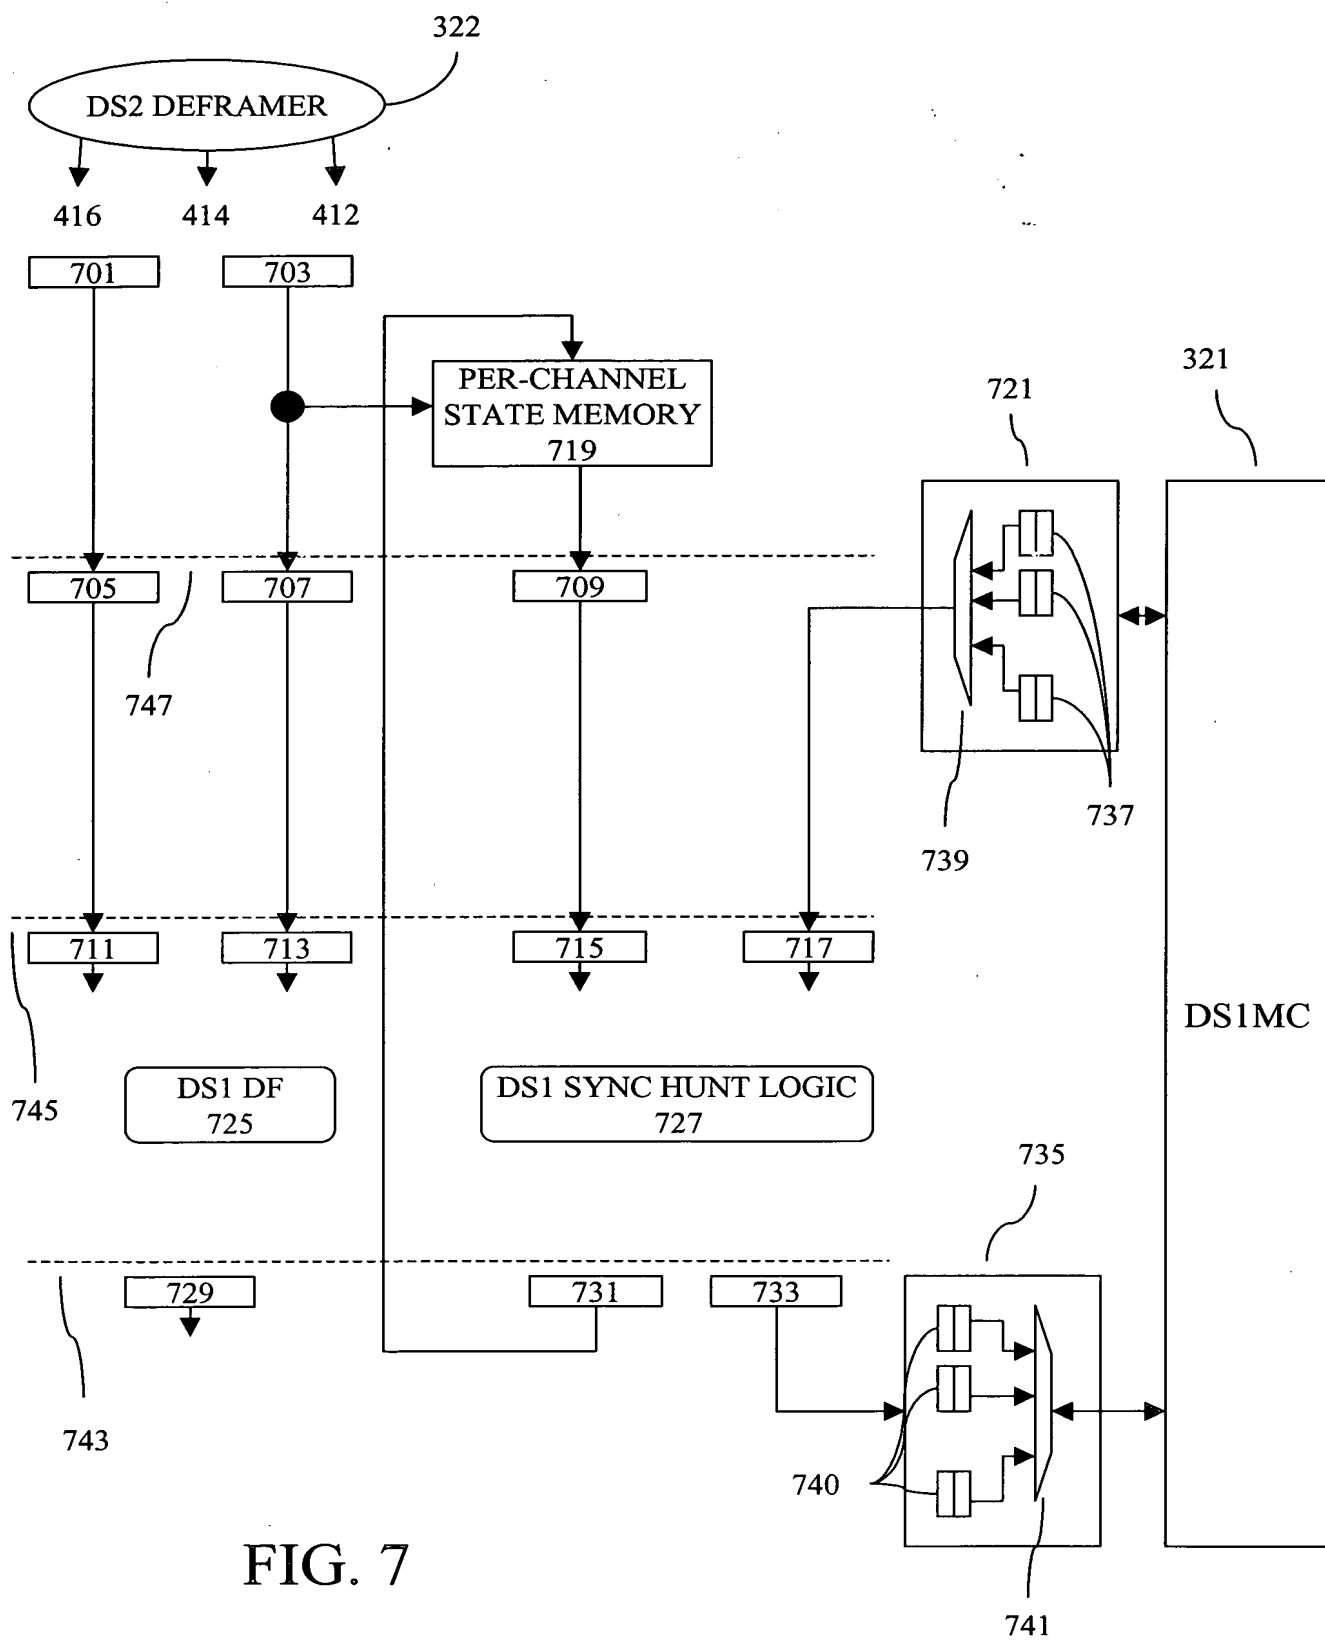 322
DS2 DEFRAMER
416 414 412
701 703
PER-CHANNEL
STATE MEMORY
719
721
321
705 707 709
747
737
739
711 713 715 717
DS1MC
745
DS1 DF
725
DS1 SYNC HUNT LOGIC
727
735
729 731 733
743
740
741
FIG. 7